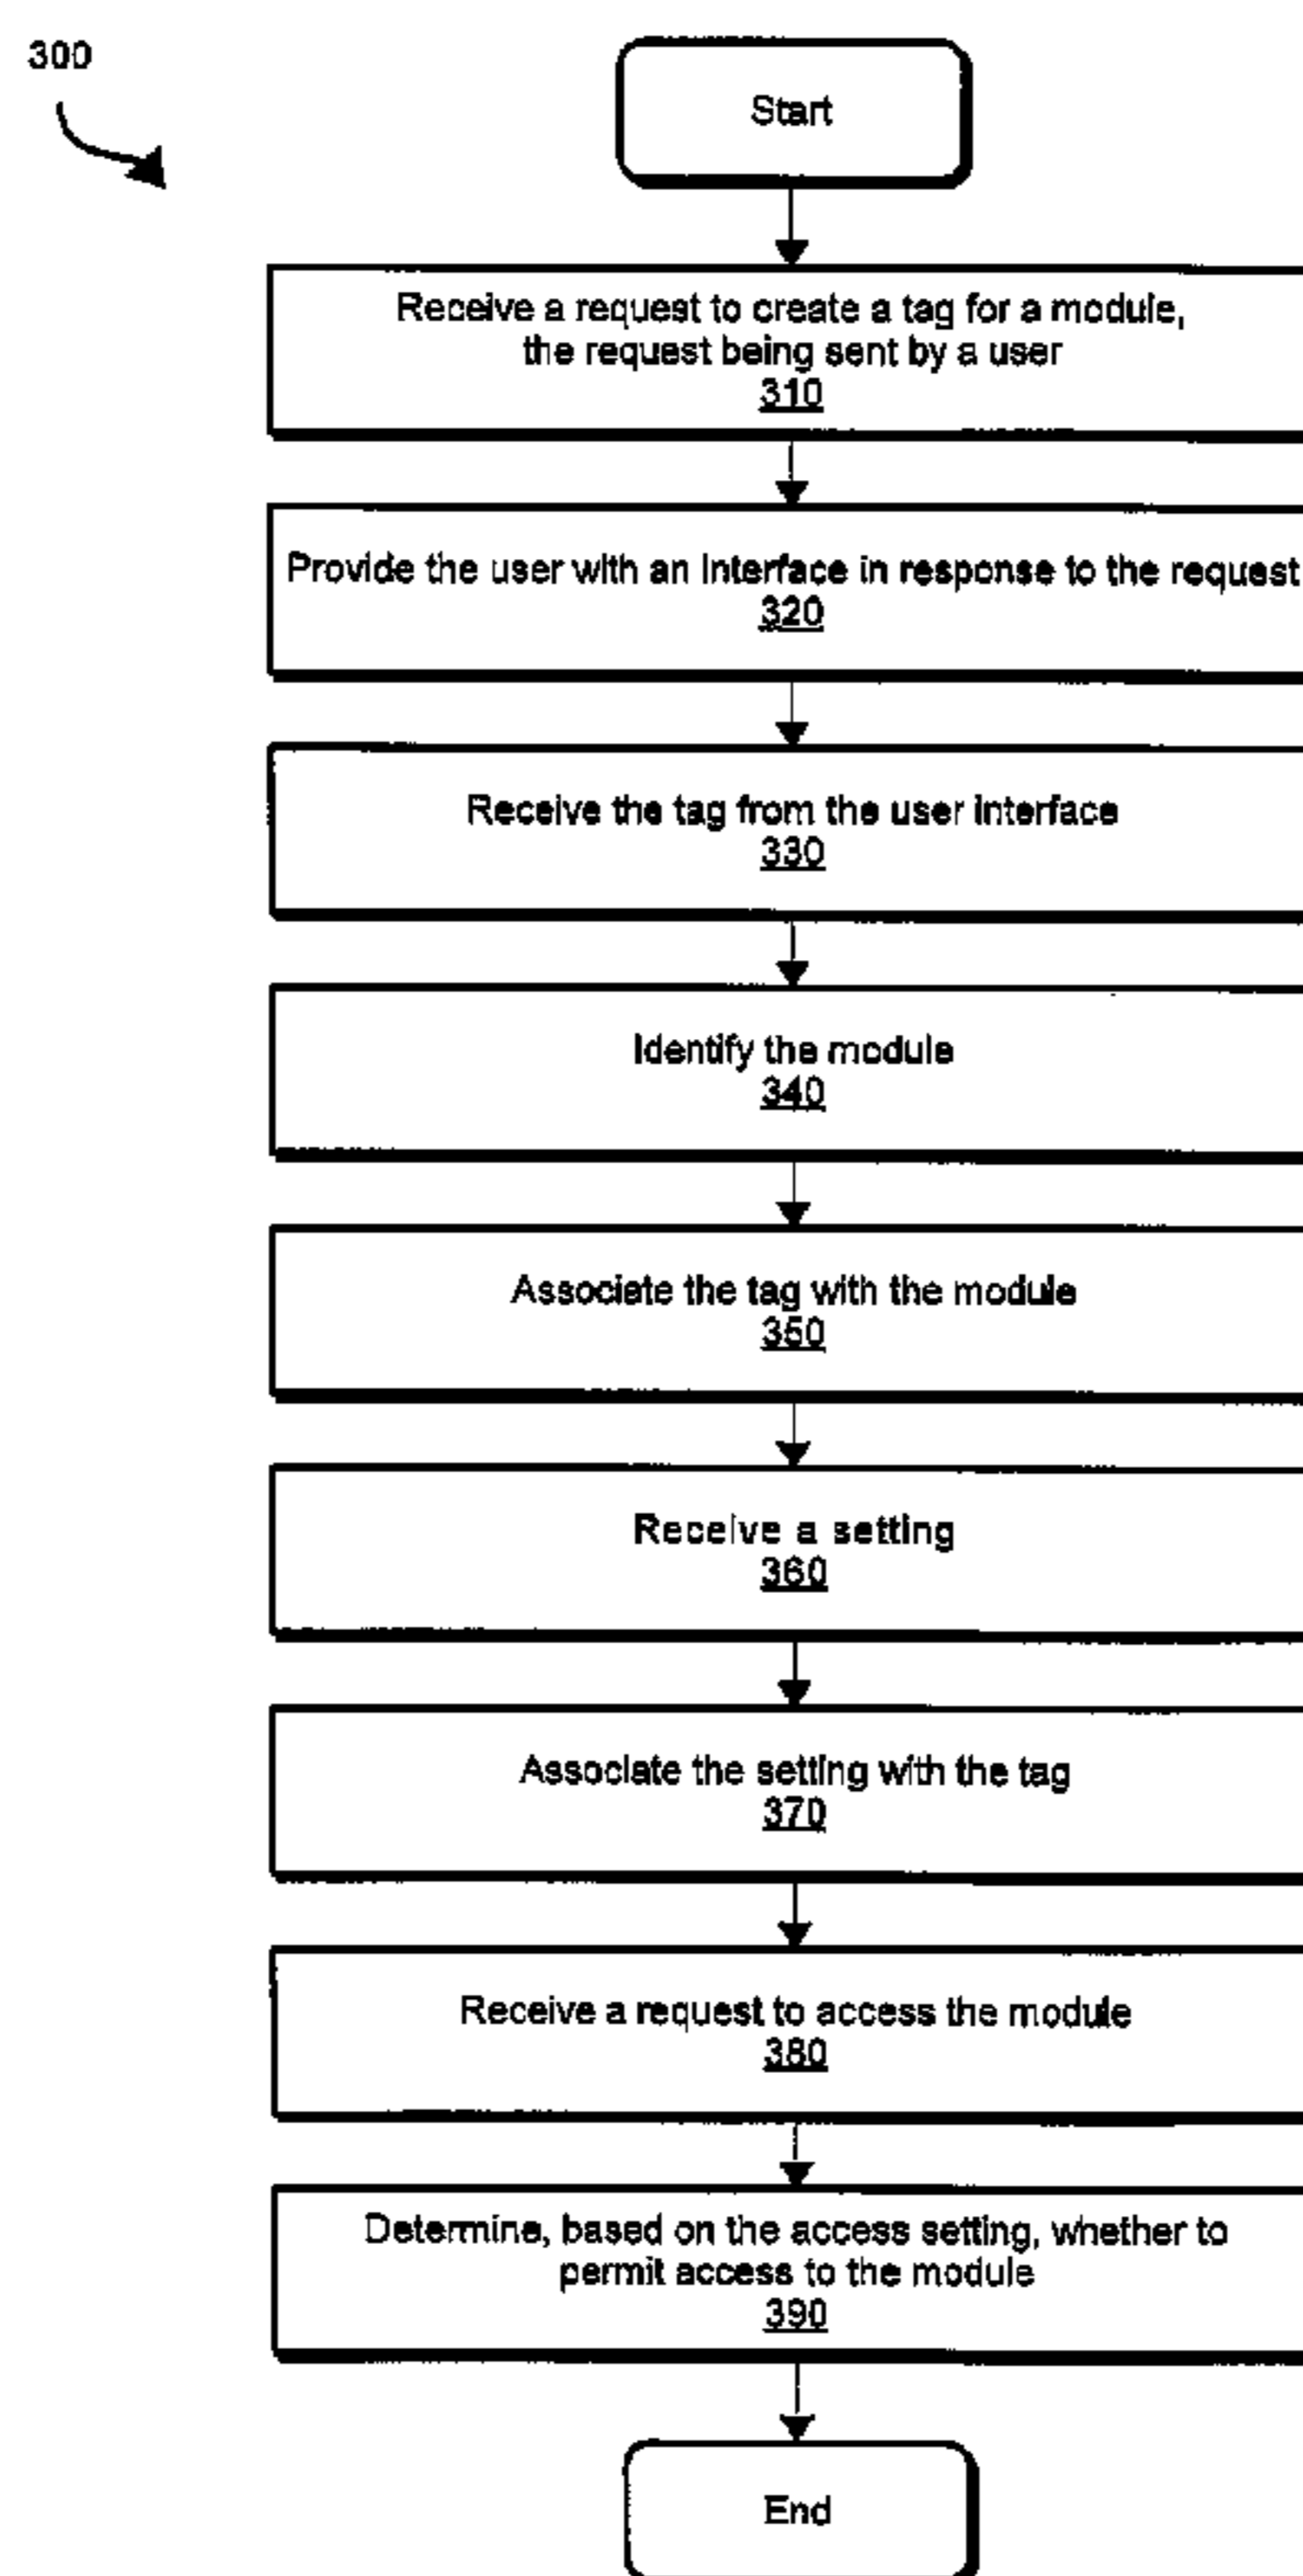 300
Start
Receive a request to create a tag for a module,
the request being sent by a user
310
Provide the user with an interface in response to the request
320
Receive the tag from the user interface
330
Identify the module
340
Associate the tag with the module
350
Receive a setting
360
Associate the setting with the tag
370
Receive a request to access the module
380
Determine, based on the access setting, whether to
permit access to the module
390
End